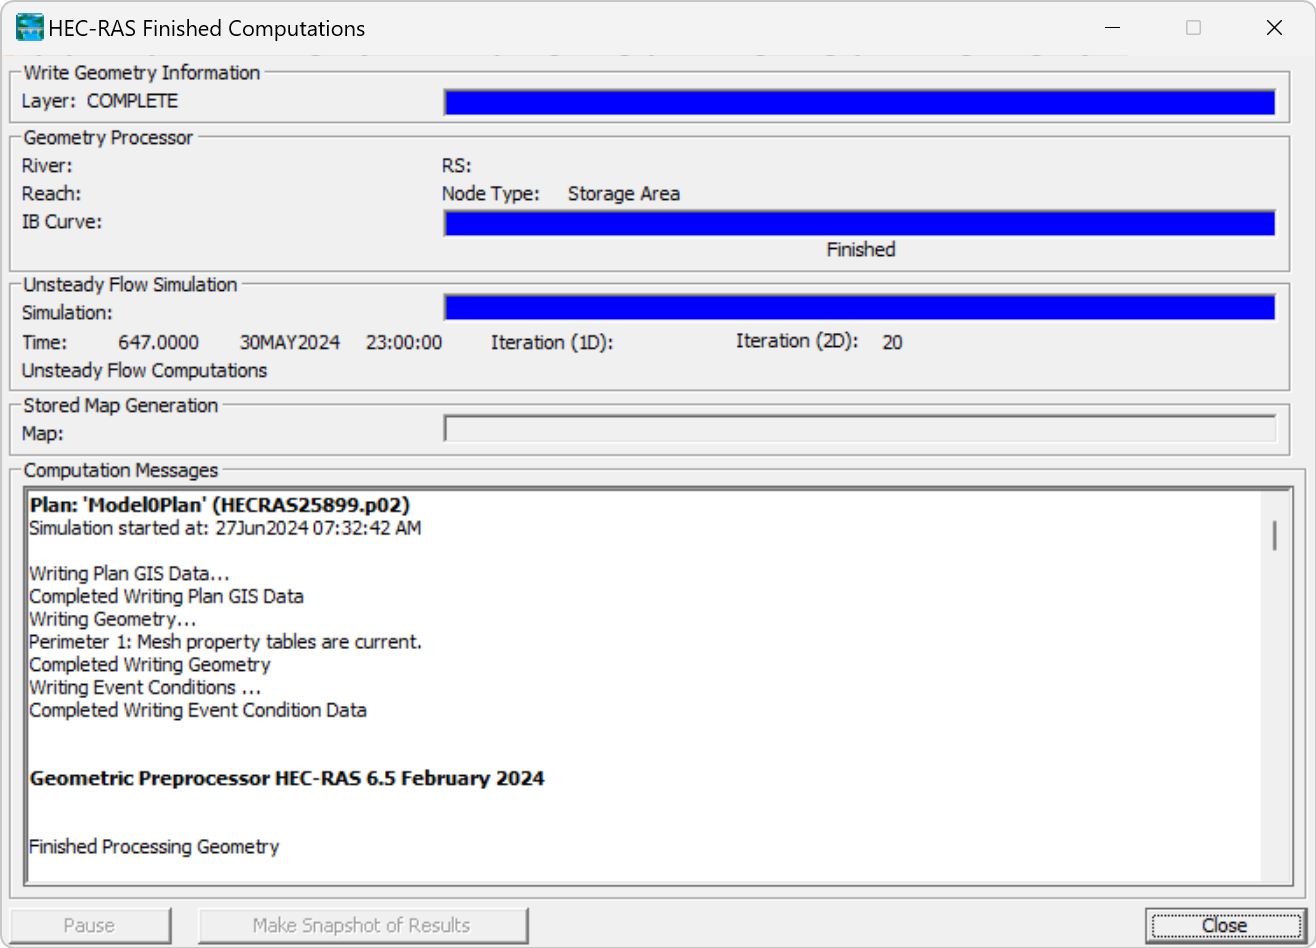 HEC-RAS Finished Computations
Write Geometry Information
Layer: COMPLETE
Geometry Processor
River: RS:
Reach: Node Type: Storage Area
IB Curve:
Finished
Unsteady Flow Simulation
Simulation:
Time: 647.0000 30MAY2024 23:00:00 Iteration (1D): Iteration (2D): 20
Unsteady Flow Computations
Stored Map Generation
Map:
Computation Messages
Plan: 'Model0Plan' (HECRAS25899.p02)
Simulation started at: 27Jun2024 07:32:42 AM
Writing Plan GIS Data...
Completed Writing Plan GIS Data
Writing Geometry...
Perimeter 1: Mesh property tables are current.
Completed Writing Geometry
Writing Event Conditions ...
Completed Writing Event Condition Data
Geometric Preprocessor HEC-RAS 6.5 February 2024
Finished Processing Geometry
Pause Make Snapshot of Results Close